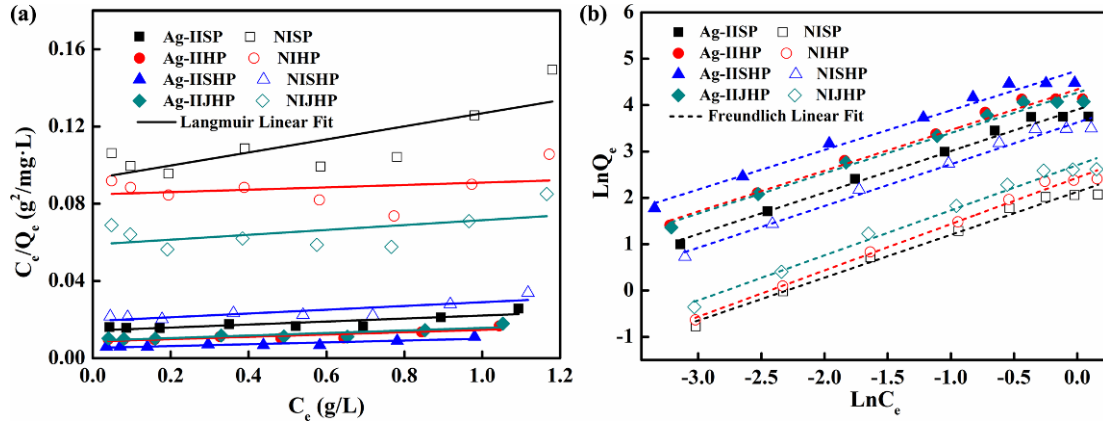 (a)
0.16
0.12
0.08
0.04
0.00
C_e/Q_e (g²/mg·L)
Ag-IISP NISP
Ag-IIHP NIHP
Ag-IISHP NISHP
Ag-IIJHP NIJHP
Langmuir Linear Fit
0.0 0.2 0.4 0.6 0.8 1.0 1.2
C_e (g/L)
(b)
6
5
4
3
2
1
0
-1
LnQ_e
Ag-IISP NISP
Ag-IIHP NIHP
Ag-IISHP NISHP
Ag-IIJHP NIJHP
Freundlich Linear Fit
-3.0 -2.5 -2.0 -1.5 -1.0 -0.5 0.0
LnC_e